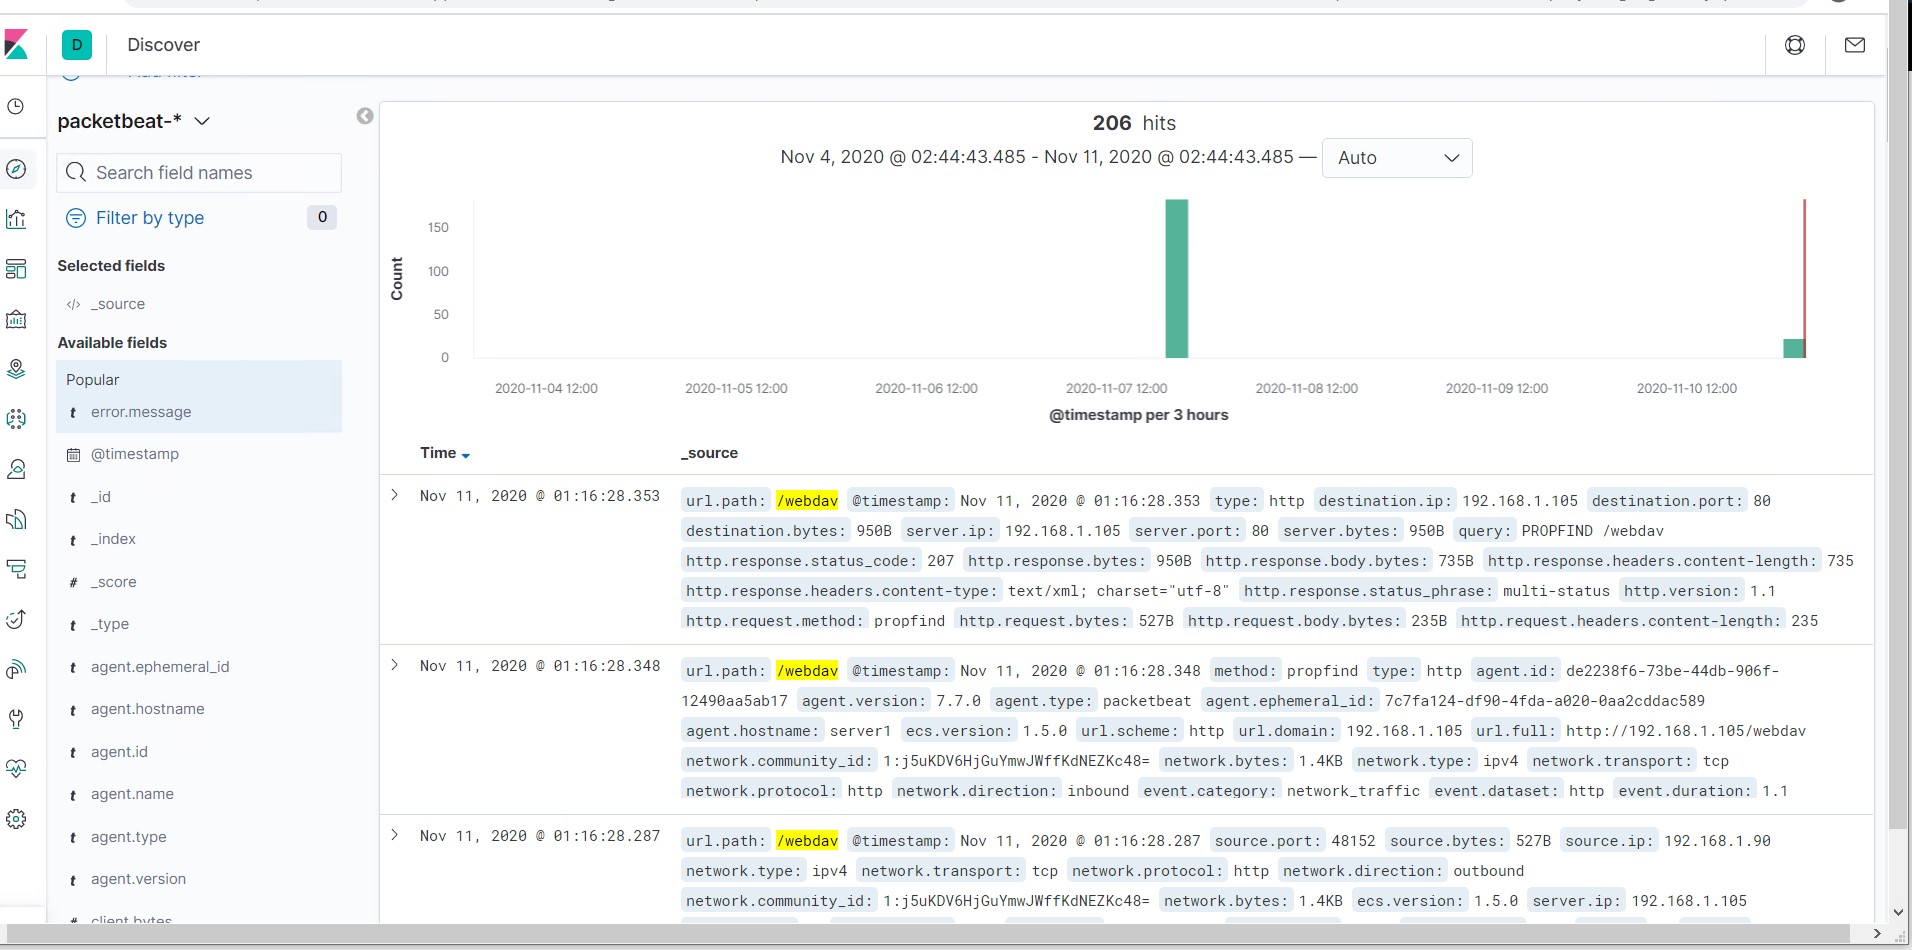 D
Discover
packetbeat-*
Search field names
Filter by type
0
Selected fields
</> _source
Available fields
Popular
t error.message
@timestamp
t _id
t _index
# _score
t _type
t agent.ephemeral_id
t agent.hostname
t agent.id
t agent.name
t agent.type
t agent.version
# client.bytes
206 hits
Nov 4, 2020 @ 02:44:43.485 - Nov 11, 2020 @ 02:44:43.485 —
Auto
Count
150
100
50
0
2020-11-04 12:00
2020-11-05 12:00
2020-11-06 12:00
2020-11-07 12:00
2020-11-08 12:00
2020-11-09 12:00
2020-11-10 12:00
@timestamp per 3 hours
Time
_source
Nov 11, 2020 @ 01:16:28.353
url.path: /webdav @timestamp: Nov 11, 2020 @ 01:16:28.353 type: http destination.ip: 192.168.1.105 destination.port: 80
destination.bytes: 950B server.ip: 192.168.1.105 server.port: 80 server.bytes: 950B query: PROPFIND /webdav
http.response.status_code: 207 http.response.bytes: 950B http.response.body.bytes: 735B http.response.headers.content-length: 735
http.response.headers.content-type: text/xml; charset="utf-8" http.response.status_phrase: multi-status http.version: 1.1
http.request.method: propfind http.request.bytes: 527B http.request.body.bytes: 235B http.request.headers.content-length: 235
Nov 11, 2020 @ 01:16:28.348
url.path: /webdav @timestamp: Nov 11, 2020 @ 01:16:28.348 method: propfind type: http agent.id: de2238f6-73be-44db-906f-
12490aa5ab17 agent.version: 7.7.0 agent.type: packetbeat agent.ephemeral_id: 7c7fa124-df90-4fda-a020-0aa2cddac589
agent.hostname: server1 ecs.version: 1.5.0 url.scheme: http url.domain: 192.168.1.105 url.full: http://192.168.1.105/webdav
network.community_id: 1:j5uKDV6HjGuYmwJWffKdNEZKc48= network.bytes: 1.4KB network.type: ipv4 network.transport: tcp
network.protocol: http network.direction: inbound event.category: network_traffic event.dataset: http event.duration: 1.1
Nov 11, 2020 @ 01:16:28.287
url.path: /webdav @timestamp: Nov 11, 2020 @ 01:16:28.287 source.port: 48152 source.bytes: 527B source.ip: 192.168.1.90
network.type: ipv4 network.transport: tcp network.protocol: http network.direction: outbound
network.community_id: 1:j5uKDV6HjGuYmwJWffKdNEZKc48= network.bytes: 1.4KB ecs.version: 1.5.0 server.ip: 192.168.1.105